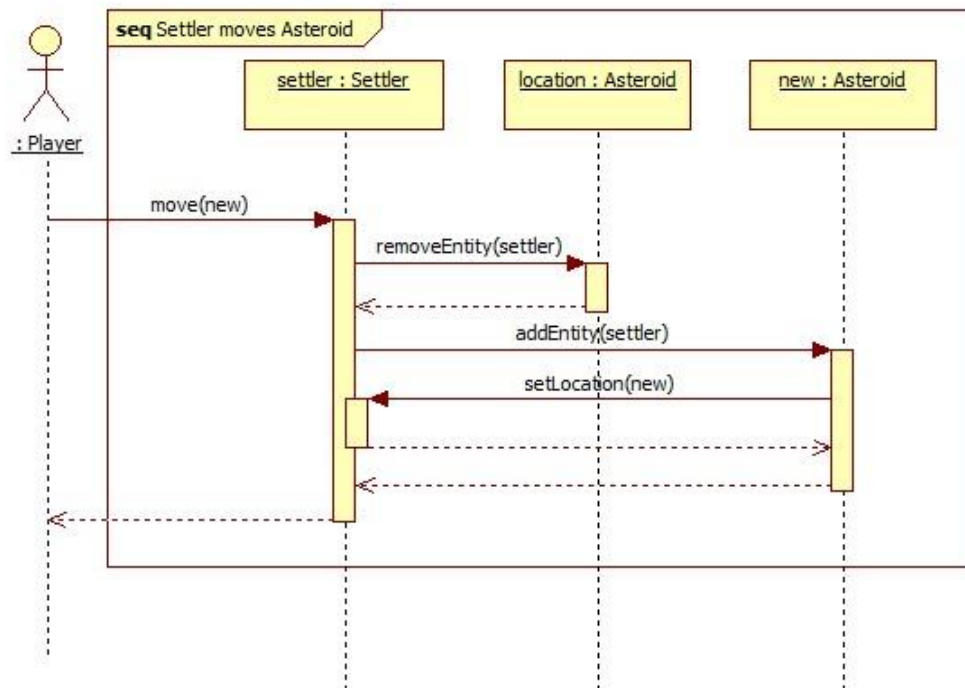 seq Settler moves Asteroid
settler : Settler
location : Asteroid
new : Asteroid
: Player
move(new)
removeEntity(settler)
addEntity(settler)
setLocation(new)